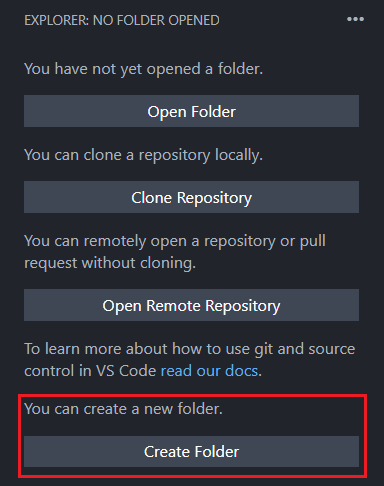 EXPLORER: NO FOLDER OPENED
You have not yet opened a folder.
Open Folder
You can clone a repository locally.
Clone Repository
You can remotely open a repository or pull
request without cloning.
Open Remote Repository
To learn more about how to use git and source
control in VS Code read our docs.
You can create a new folder.
Create Folder